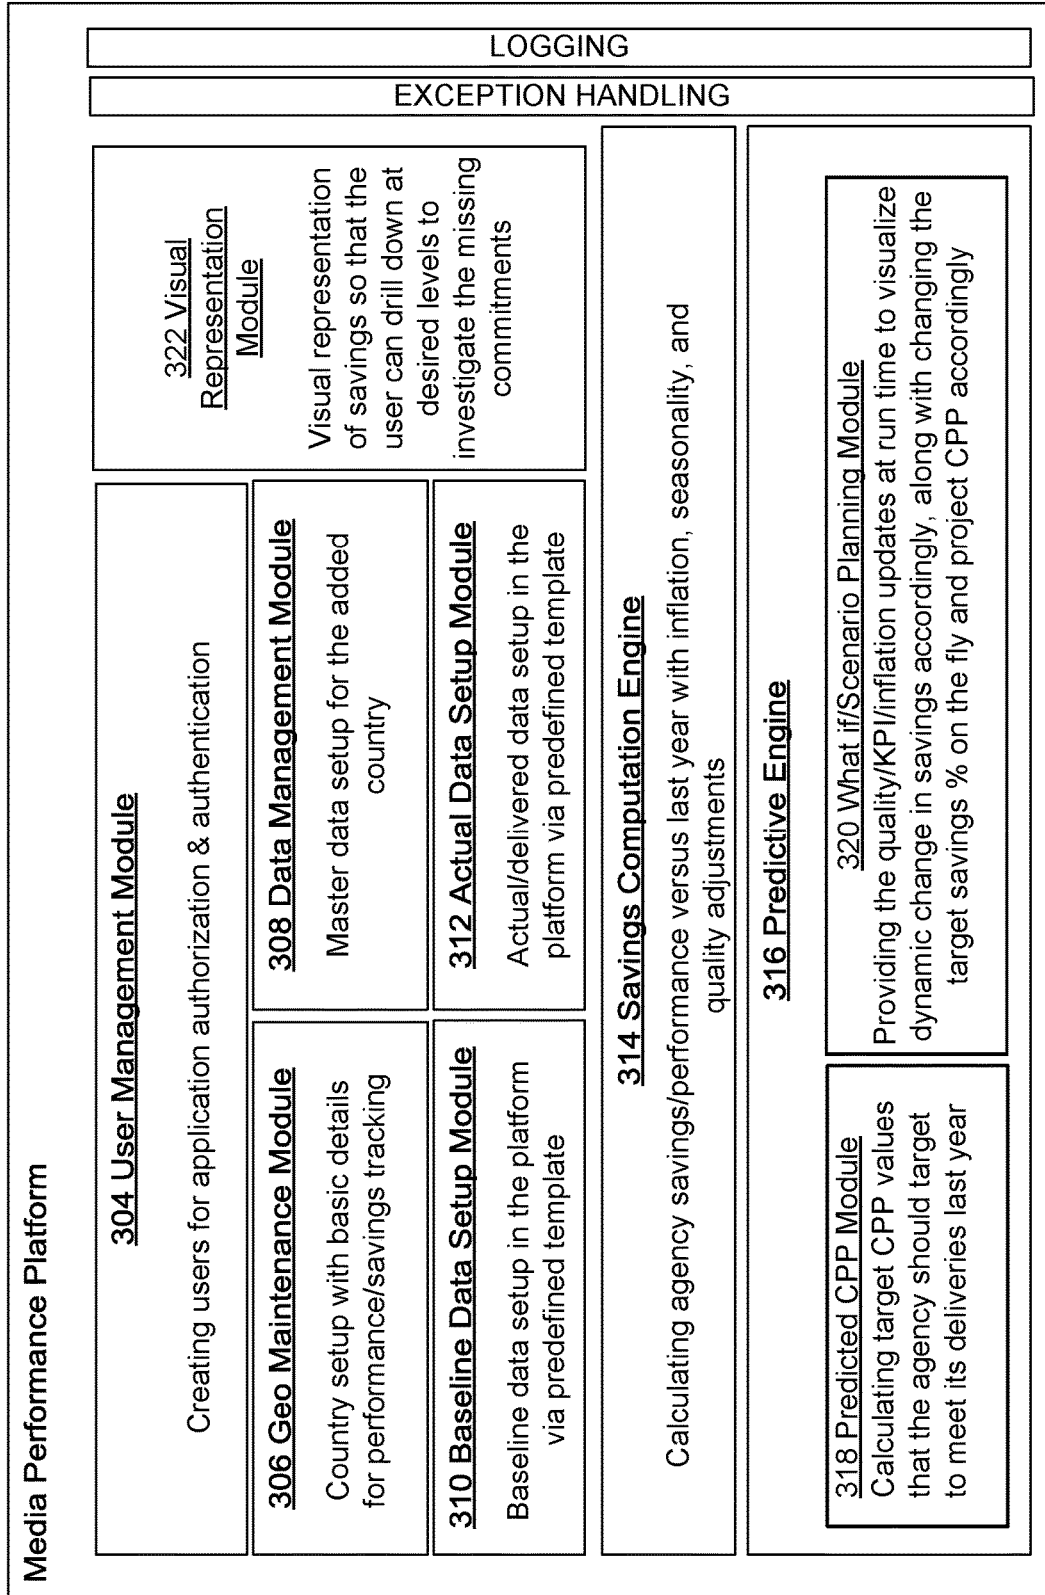 Media Performance Platform
304 User Management Module
Creating users for application authorization & authentication
306 Geo Maintenance Module
Country setup with basic details
for performance/savings tracking
308 Data Management Module
Master data setup for the added
country
310 Baseline Data Setup Module
Baseline data setup in the platform
via predefined template
312 Actual Data Setup Module
Actual/delivered data setup in the
platform via predefined template
322 Visual
Representation
Module
Visual representation
of savings so that the
user can drill down at
desired levels to
investigate the missing
commitments
314 Savings Computation Engine
Calculating agency savings/performance versus last year with inflation, seasonality, and
quality adjustments
316 Predictive Engine
318 Predicted CPP Module
Calculating target CPP values
that the agency should target
to meet its deliveries last year
320 What if/Scenario Planning Module
Providing the quality/KPI/inflation updates at run time to visualize
dynamic change in savings accordingly, along with changing the
target savings % on the fly and project CPP accordingly
EXCEPTION HANDLING
LOGGING